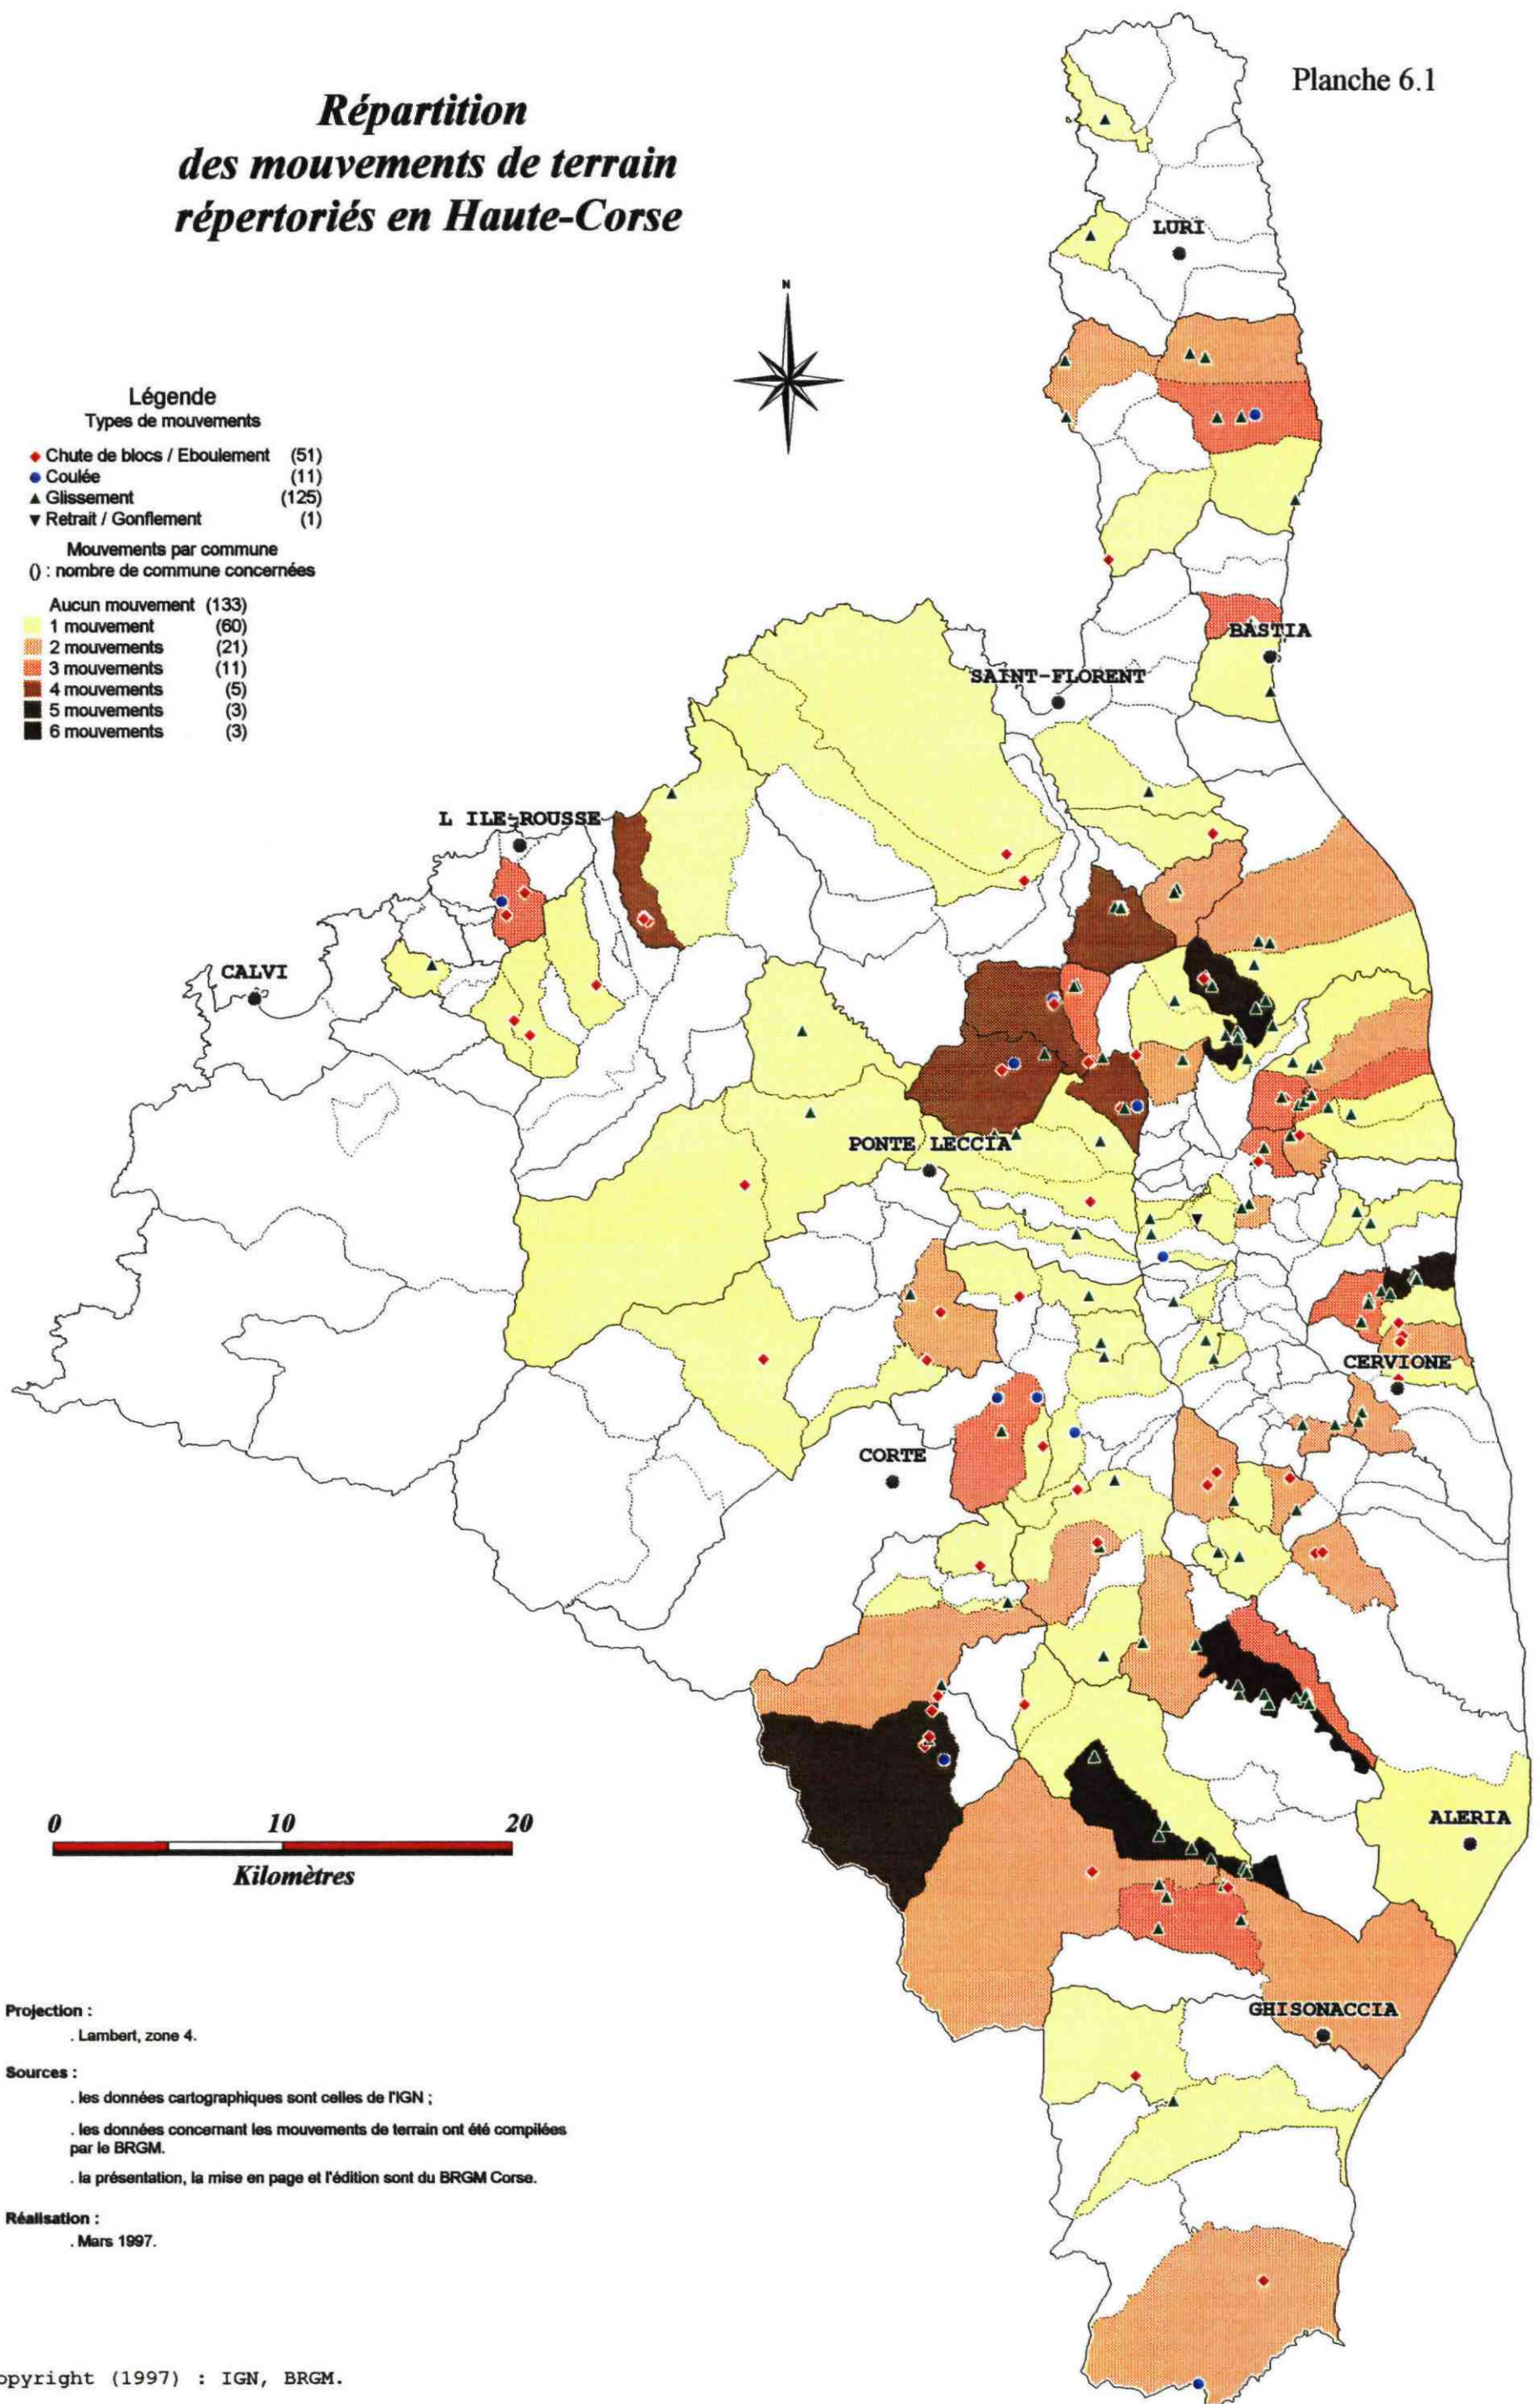 Planche 6.1
Répartition
des mouvements de terrain
répertoriés en Haute-Corse
N
Légende
Types de mouvements
Chute de blocs / Eboulement (51)
Coulée (11)
Glissement (125)
Retrait / Gonflement (1)
Mouvements par commune
() : nombre de commune concernées
Aucun mouvement (133)
1 mouvement (60)
2 mouvements (21)
3 mouvements (11)
4 mouvements (5)
5 mouvements (3)
6 mouvements (3)
LURI
BASTIA
SAINT-FLORENT
L ILE-ROUSSE
CALVI
PONTE LECCIA
CERVIONE
CORTE
ALERIA
GHISONACCIA
0 10 20
Kilomètres
Projection :
. Lambert, zone 4.
Sources :
. les données cartographiques sont celles de l'IGN ;
. les données concernant les mouvements de terrain ont été compilées
par le BRGM.
. la présentation, la mise en page et l'édition sont du BRGM Corse.
Réalisation :
. Mars 1997.
opyright (1997) : IGN, BRGM.